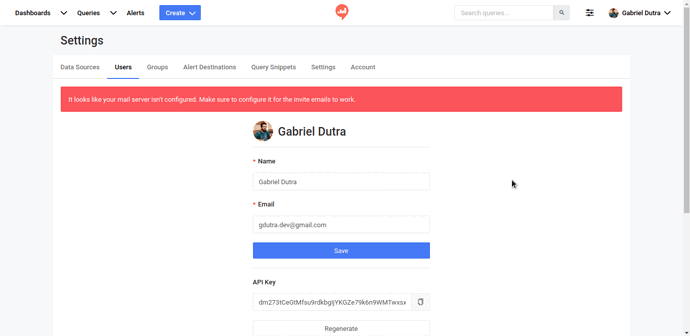 Dashboards Queries Alerts Create Search queries... Gabriel Dutra
Settings
Data Sources Users Groups Alert Destinations Query Snippets Settings Account
It looks like your mail server isn't configured. Make sure to configure it for the invite emails to work.
Gabriel Dutra
* Name
Gabriel Dutra
* Email
gdutra.dev@gmail.com
Save
API Key
Regenerate